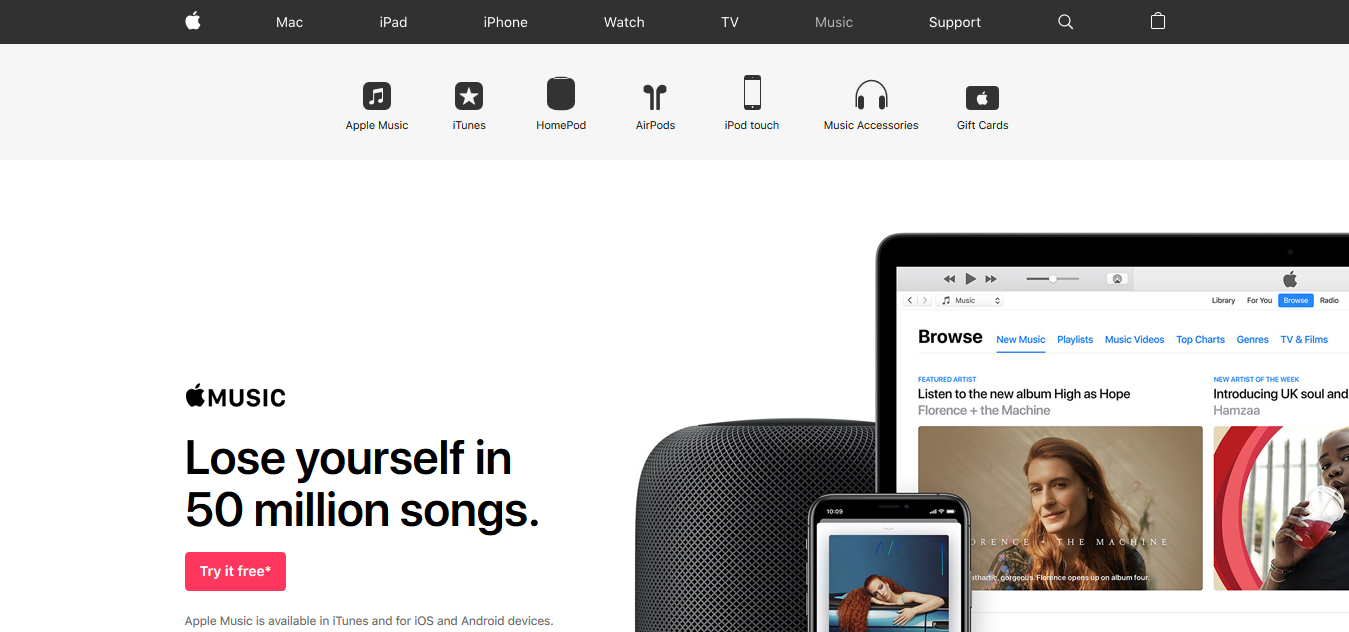 Mac iPad iPhone Watch TV Music Support
Apple Music iTunes HomePod AirPods iPod touch Music Accessories Gift Cards
MUSIC
Lose yourself in
50 million songs.
Try it free*
Apple Music is available in iTunes and for iOS and Android devices.
Music
Library For You Browse Radio
Browse New Music Playlists Music Videos Top Charts Genres TV & Films
FEATURED ARTIST
Listen to the new album High as Hope
Florence + the Machine
NEW ARTIST OF THE WEEK
Introducing UK soul and
Hamzaa
ORENCE + THE MACHINE
athartic, gorgeous. Florence opens up on album four.
10:09